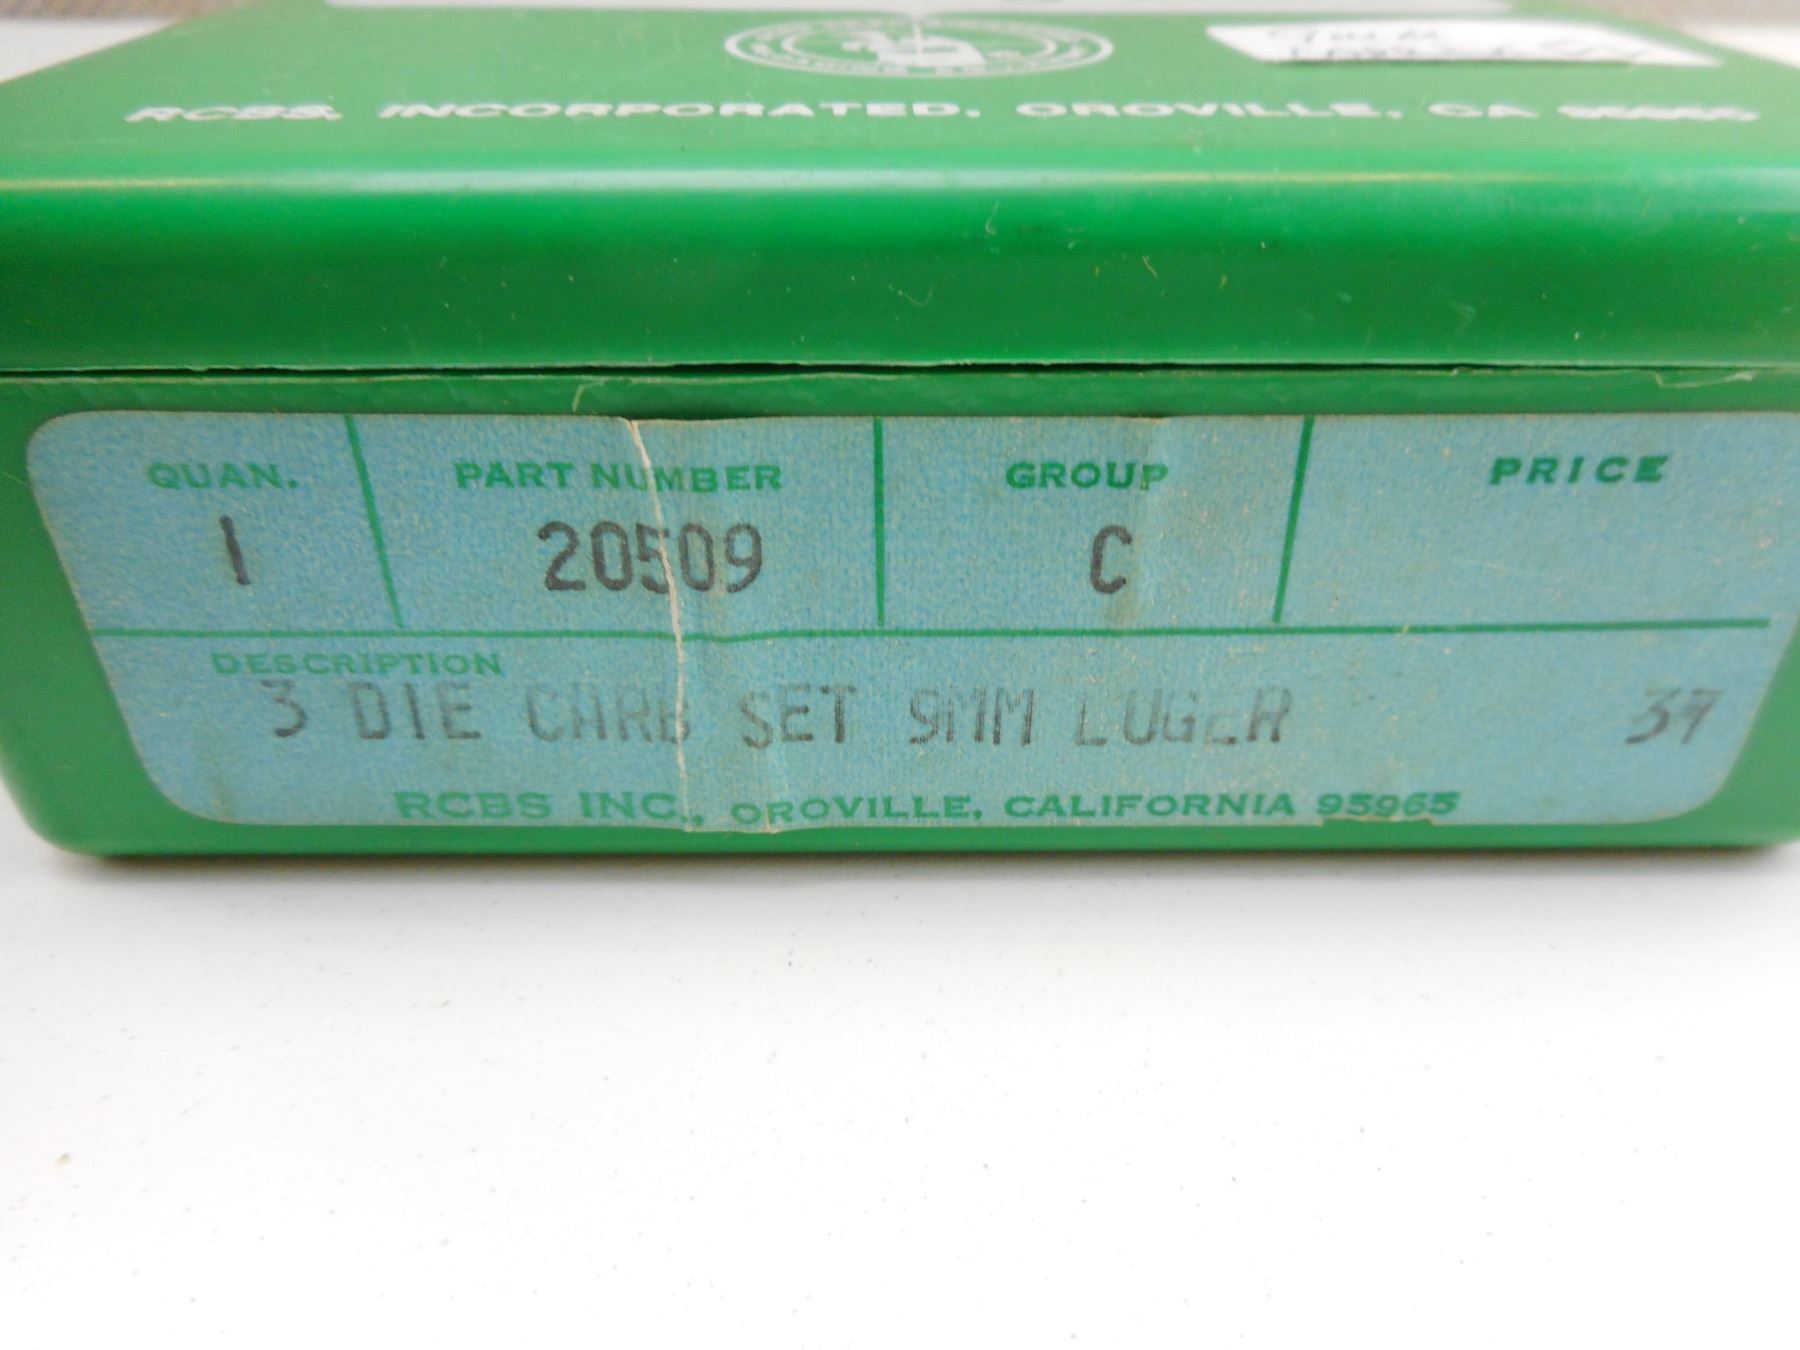 RCBS, INCORPORATED, OROVILLE, CA
QUAN. PART NUMBER GROUP PRICE
1 20509 C
DESCRIPTION
3 DIE CARB SET 9MM LUGER 37
RCBS INC., OROVILLE, CALIFORNIA 95965